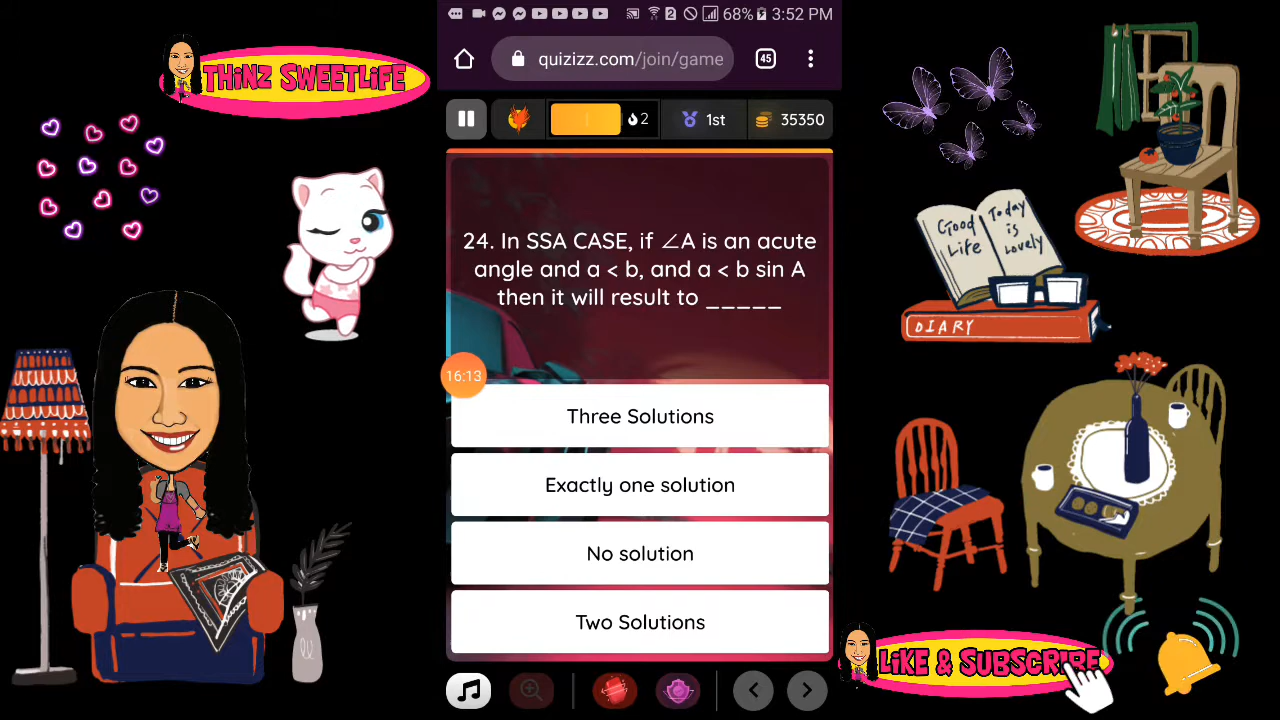 THiNZ SWEETLiFE
68% 3:52 PM
2
quizizz.com/join/game
45
2
1st
35350
24. In SSA CASE, if ∠A is an acute
angle and a < b, and a < b sin A
then it will result to _____
16:13
Three Solutions
Exactly one solution
No solution
Two Solutions
Good
Life
Today
is
Lovely
DIARY
LiKE & SUBSCRiBE